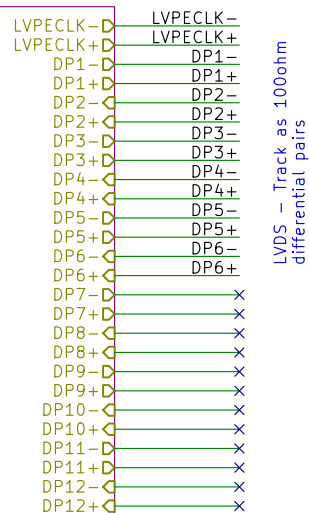 LVPECLK- LVPECLK-
LVPECLK+ LVPECLK+
DP1- DP1-
DP1+ DP1+
DP2- DP2-
DP2+ DP2+
DP3- DP3-
DP3+ DP3+
DP4- DP4-
DP4+ DP4+
DP5- DP5-
DP5+ DP5+
DP6- DP6-
DP6+ DP6+
DP7-
DP7+
DP8-
DP8+
DP9-
DP9+
DP10-
DP10+
DP11-
DP11+
DP12-
DP12+
LVDS - Track as 100ohm
differential pairs